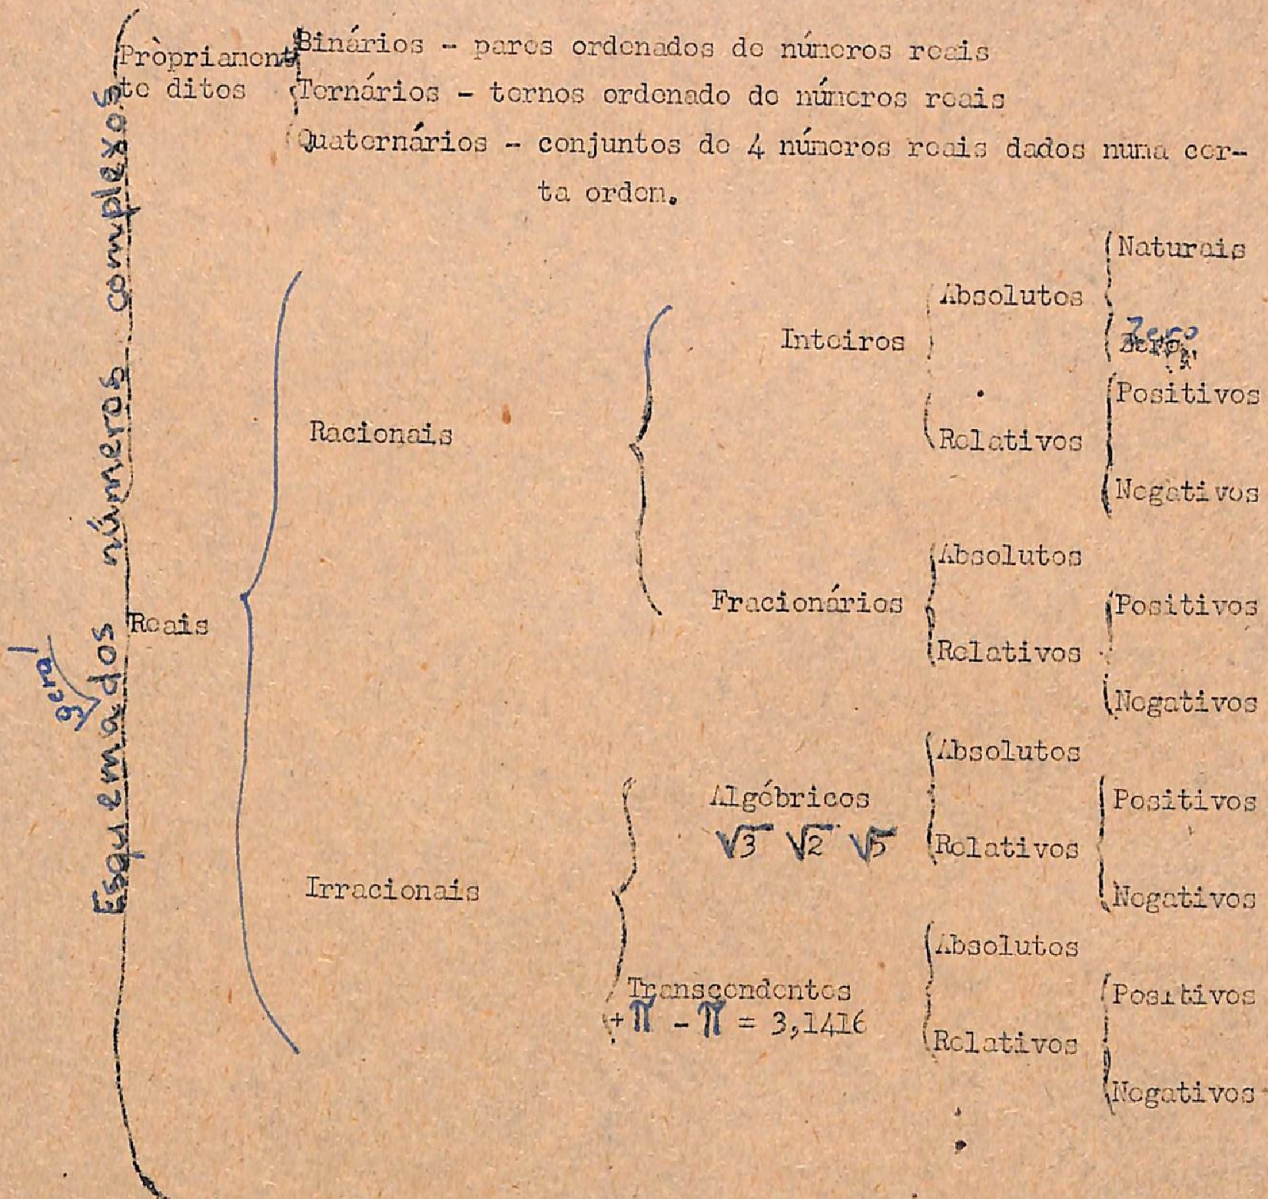 Esquema geral dos números complexos
Pròpriament
te ditos
Binários - pares ordenados de números reais
Ternários - ternos ordenado de números reais
Quaternários - conjuntos de 4 números reais dados numa cer-
ta ordem.
Reais
Racionais
Inteiros
Absolutos
Naturais
Zero
Relativos
Positivos
Negativos
Fracionários
Absolutos
Relativos
Positivos
Negativos
Irracionais
Algébricos
√3 √2 √5
Absolutos
Relativos
Positivos
Negativos
Transcendentes
+π -π = 3,1416
Absolutos
Relativos
Positivos
Negativos